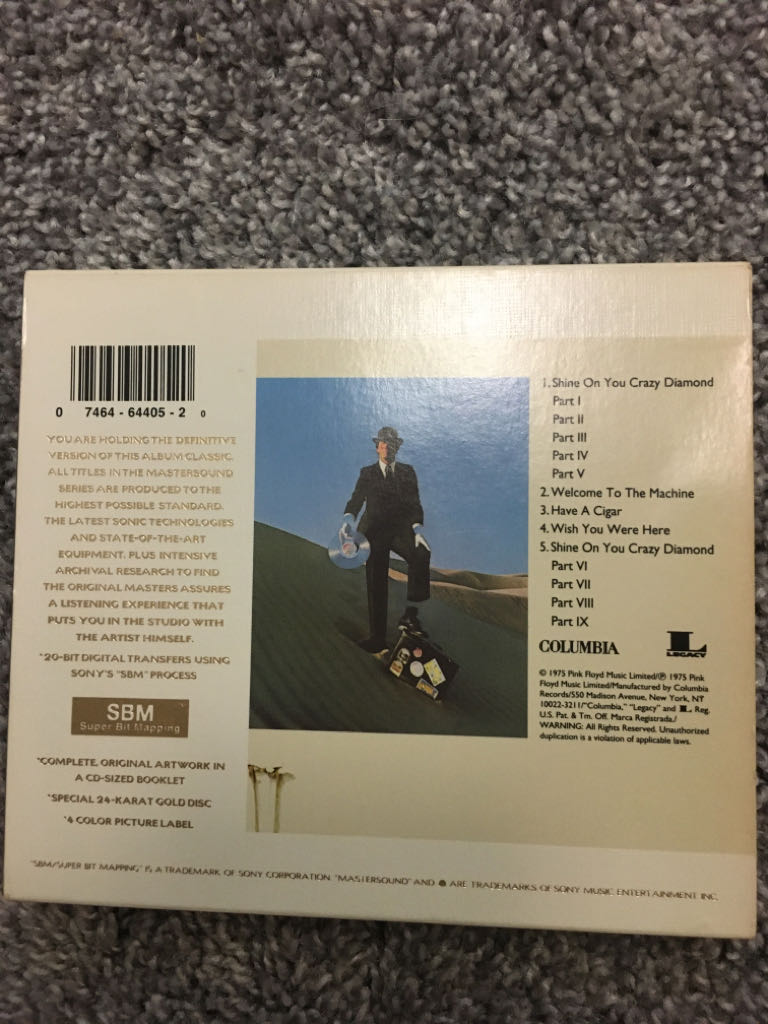 0 7464-64405-2 0
YOU ARE HOLDING THE DEFINITIVE
VERSION OF THIS ALBUM CLASSIC.
ALL TITLES IN THE MASTERSOUND
SERIES ARE PRODUCED TO THE
HIGHEST POSSIBLE STANDARD.
THE LATEST SONIC TECHNOLOGIES
AND STATE-OF-THE-ART
EQUIPMENT, PLUS INTENSIVE
ARCHIVAL RESEARCH TO FIND
THE ORIGINAL MASTERS ASSURES
A LISTENING EXPERIENCE THAT
PUTS YOU IN THE STUDIO WITH
THE ARTIST HIMSELF.
*20-BIT DIGITAL TRANSFERS USING
SONY'S "SBM" PROCESS
SBM
Super Bit Mapping
*COMPLETE, ORIGINAL ARTWORK IN
A CD-SIZED BOOKLET
*SPECIAL 24-KARAT GOLD DISC
*4 COLOR PICTURE LABEL
1. Shine On You Crazy Diamond
Part I
Part II
Part III
Part IV
Part V
2. Welcome To The Machine
3. Have A Cigar
4. Wish You Were Here
5. Shine On You Crazy Diamond
Part VI
Part VII
Part VIII
Part IX
COLUMBIA
L
LEGACY
© 1975 Pink Floyd Music Limited/℗ 1975 Pink
Floyd Music Limited/Manufactured by Columbia
Records/550 Madison Avenue, New York, NY
10022-3211/"Columbia," "Legacy" and L Reg.
U.S. Pat. & Tm. Off. Marca Registrada./
WARNING: All Rights Reserved. Unauthorized
duplication is a violation of applicable laws.
"SBM/SUPER BIT MAPPING" IS A TRADEMARK OF SONY CORPORATION. "MASTERSOUND" AND ARE TRADEMARKS OF SONY MUSIC ENTERTAINMENT INC.